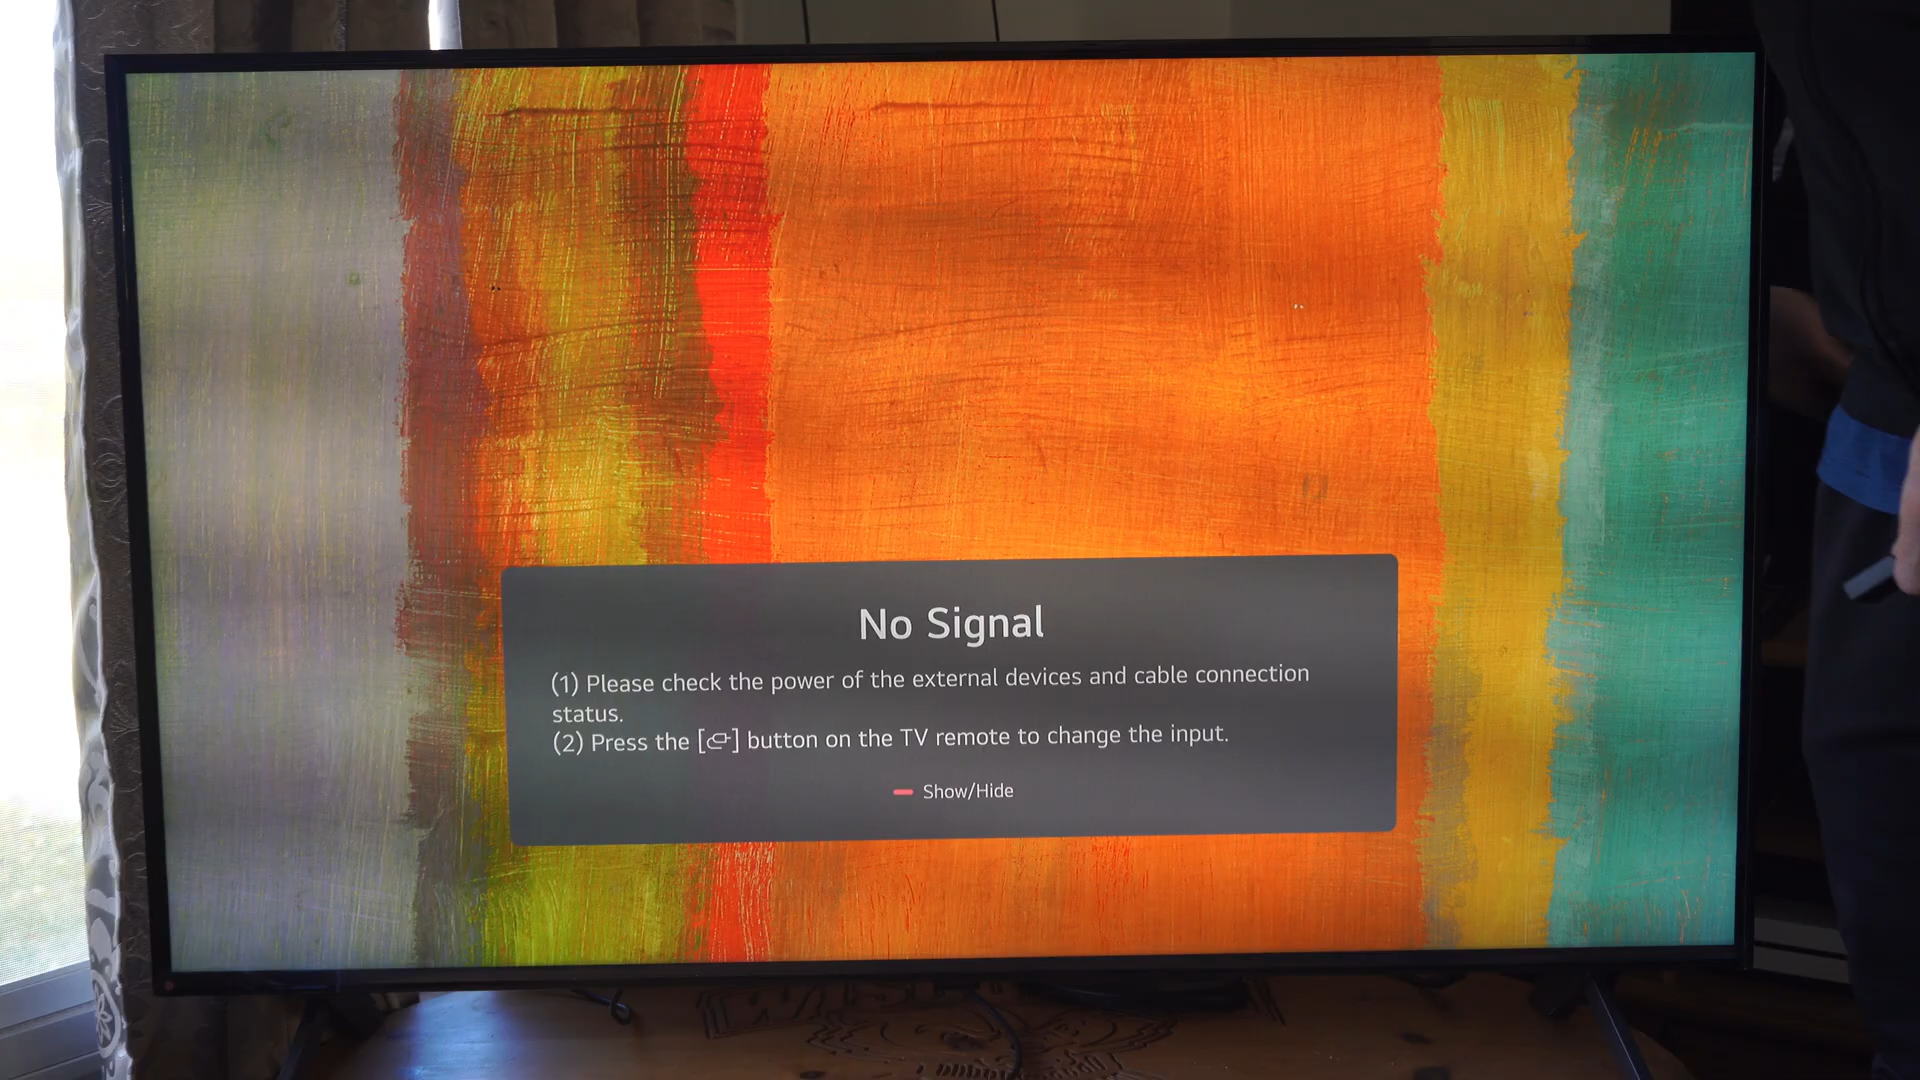 No Signal
(1) Please check the power of the external devices and cable connection
status.
(2) Press the [] button on the TV remote to change the input.
Show/Hide